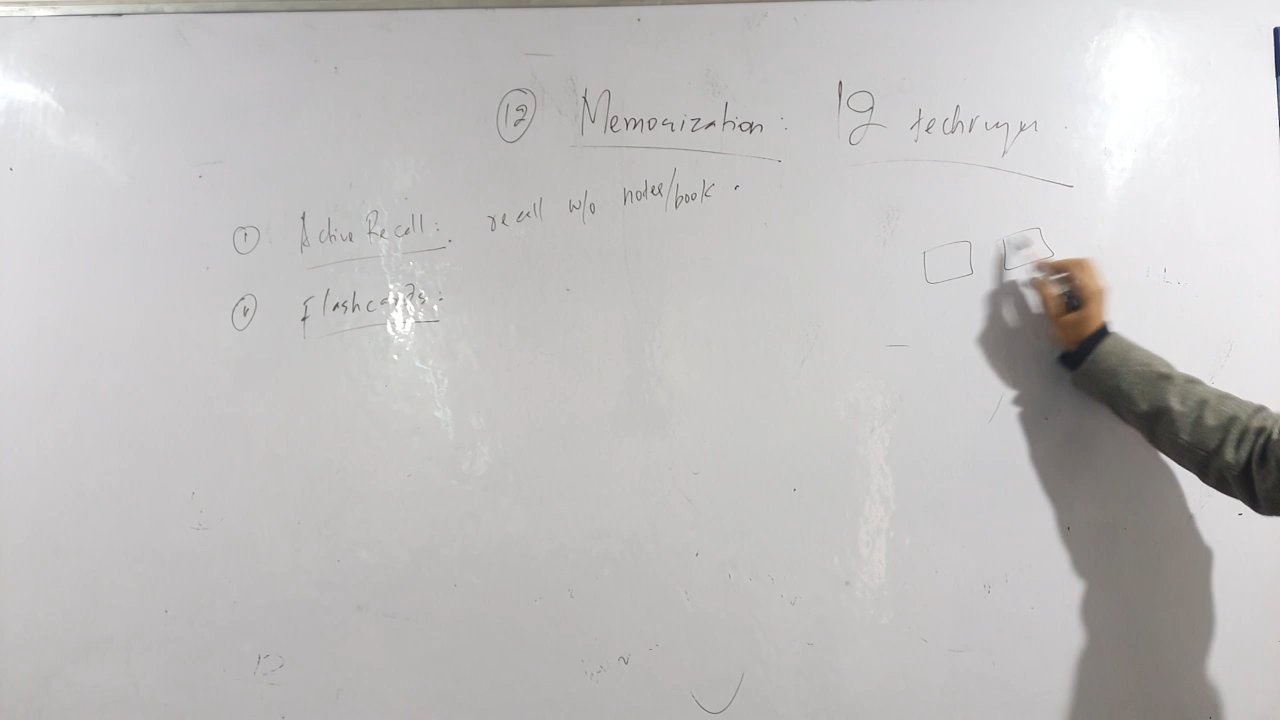 12 Memorization: 12 techniques.
1 Active Recall: recall w/o notes/book.
2 Flashcards: